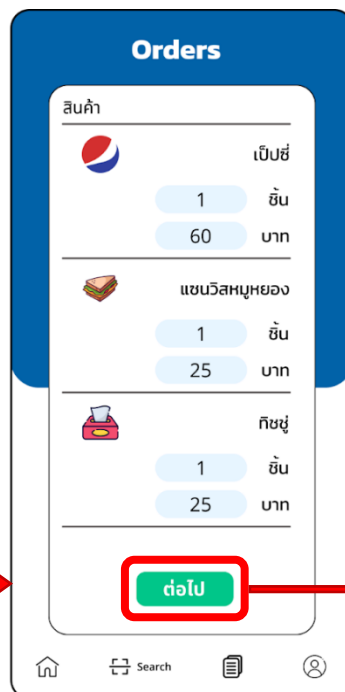 Orders
สินค้า
เป็ปซี่
1 ชิ้น
60 บาท
แซนวิสหมูหยอง
1 ชิ้น
25 บาท
ทิชชู่
1 ชิ้น
25 บาท
ต่อไป
Search